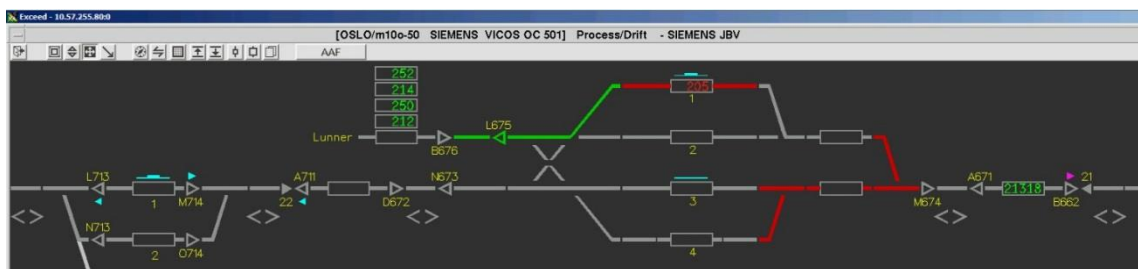 Exceed - 10.57.255.80:0
[OSLO/m10o-50 SIEMENS VICOS OC 501] Process/Drift - SIEMENS JBV
AAF
252
214
250
212
205
1
L675
Lunner
B676
2
L713
A711
N673
A671
21
1
M714
22
D672
3
M674
21318
B662
N713
2
O714
4